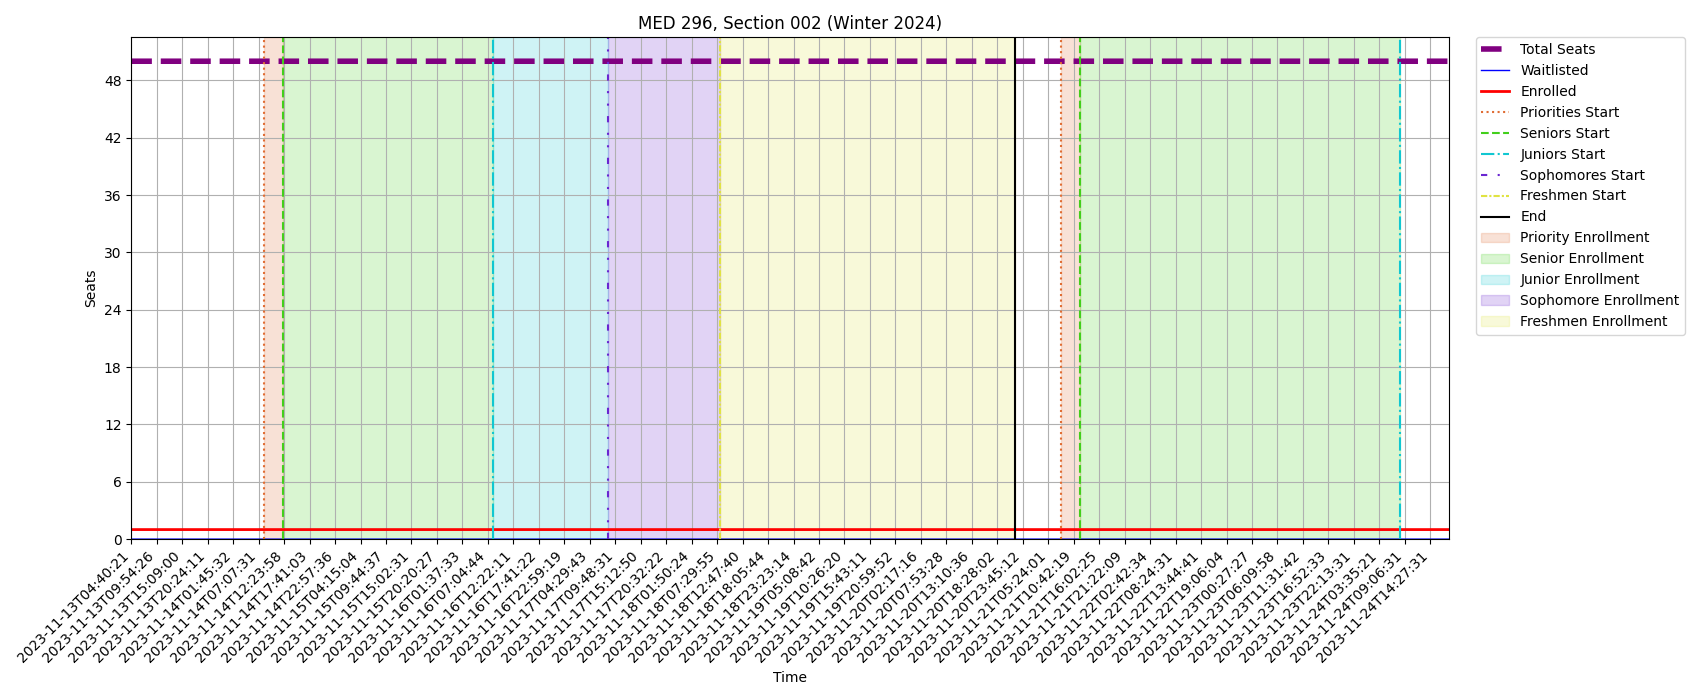 MED 296, Section 002 (Winter 2024)
Seats
48
42
36
30
24
18
12
6
0
2023-11-13T04:40:21
2023-11-13T09:54:26
2023-11-13T15:09:00
2023-11-13T20:24:11
2023-11-14T01:45:32
2023-11-14T07:07:31
2023-11-14T12:23:58
2023-11-14T17:41:03
2023-11-14T22:57:36
2023-11-15T04:15:04
2023-11-15T09:44:37
2023-11-15T15:02:31
2023-11-15T20:20:27
2023-11-16T01:37:33
2023-11-16T07:04:44
2023-11-16T12:22:11
2023-11-16T17:41:22
2023-11-16T22:59:19
2023-11-17T04:29:43
2023-11-17T09:48:31
2023-11-17T15:12:50
2023-11-17T20:32:22
2023-11-18T01:50:24
2023-11-18T07:29:55
2023-11-18T12:47:40
2023-11-18T18:05:44
2023-11-18T23:23:14
2023-11-19T05:08:42
2023-11-19T10:26:20
2023-11-19T15:43:11
2023-11-19T20:59:52
2023-11-20T02:17:16
2023-11-20T07:53:28
2023-11-20T13:10:36
2023-11-20T18:28:02
2023-11-20T23:45:12
2023-11-21T05:24:01
2023-11-21T10:42:19
2023-11-21T16:02:25
2023-11-21T21:22:09
2023-11-22T02:42:34
2023-11-22T08:24:31
2023-11-22T13:44:41
2023-11-22T19:06:04
2023-11-23T00:27:27
2023-11-23T06:09:58
2023-11-23T11:31:42
2023-11-23T16:52:33
2023-11-23T22:13:31
2023-11-24T03:35:21
2023-11-24T09:06:31
2023-11-24T14:27:31
Time
Total Seats
Waitlisted
Enrolled
Priorities Start
Seniors Start
Juniors Start
Sophomores Start
Freshmen Start
End
Priority Enrollment
Senior Enrollment
Junior Enrollment
Sophomore Enrollment
Freshmen Enrollment